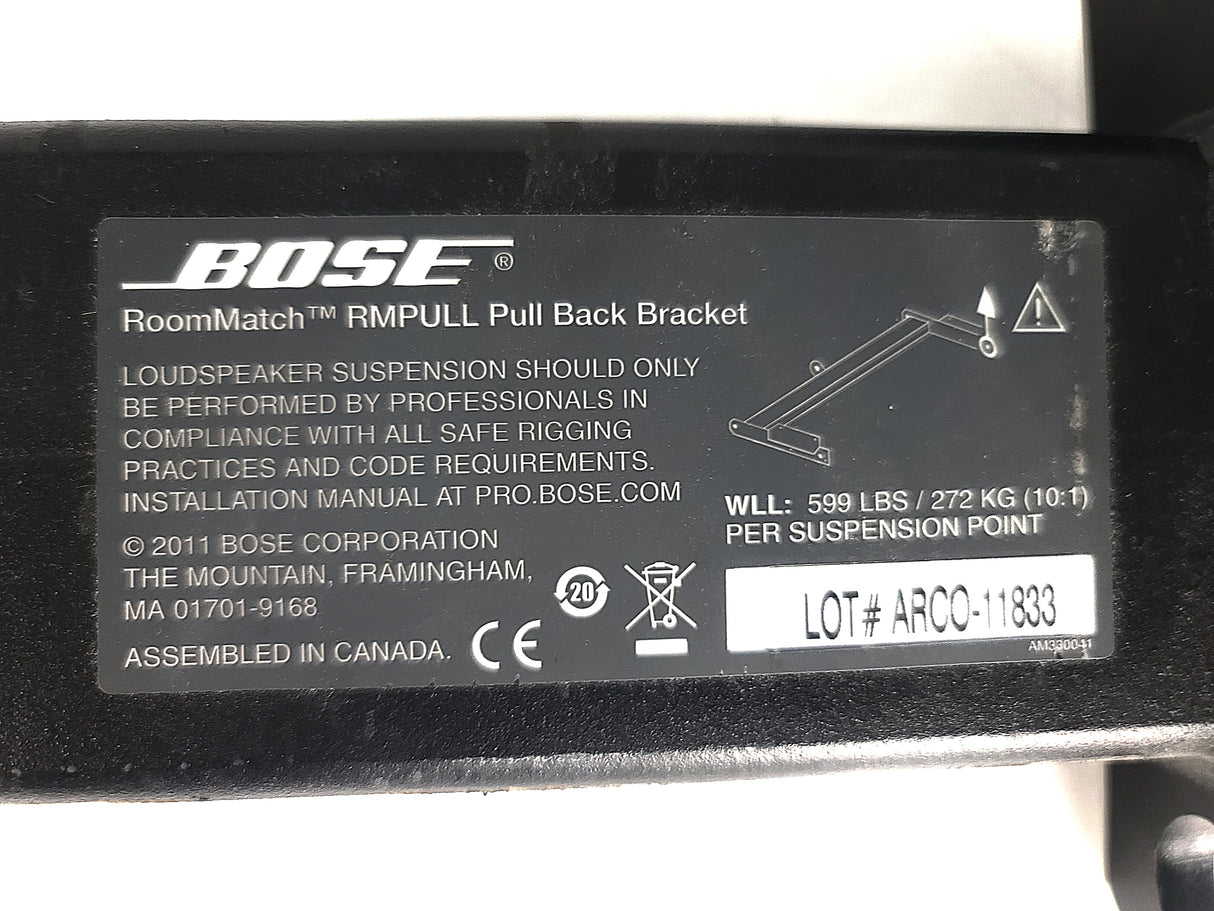 BOSE®
RoomMatch™ RMPULL Pull Back Bracket
LOUDSPEAKER SUSPENSION SHOULD ONLY
BE PERFORMED BY PROFESSIONALS IN
COMPLIANCE WITH ALL SAFE RIGGING
PRACTICES AND CODE REQUIREMENTS.
INSTALLATION MANUAL AT PRO.BOSE.COM
© 2011 BOSE CORPORATION
THE MOUNTAIN, FRAMINGHAM,
MA 01701-9168
ASSEMBLED IN CANADA.
CE
20
WLL: 599 LBS / 272 KG (10:1)
PER SUSPENSION POINT
LOT# ARCO-11833
AM330041